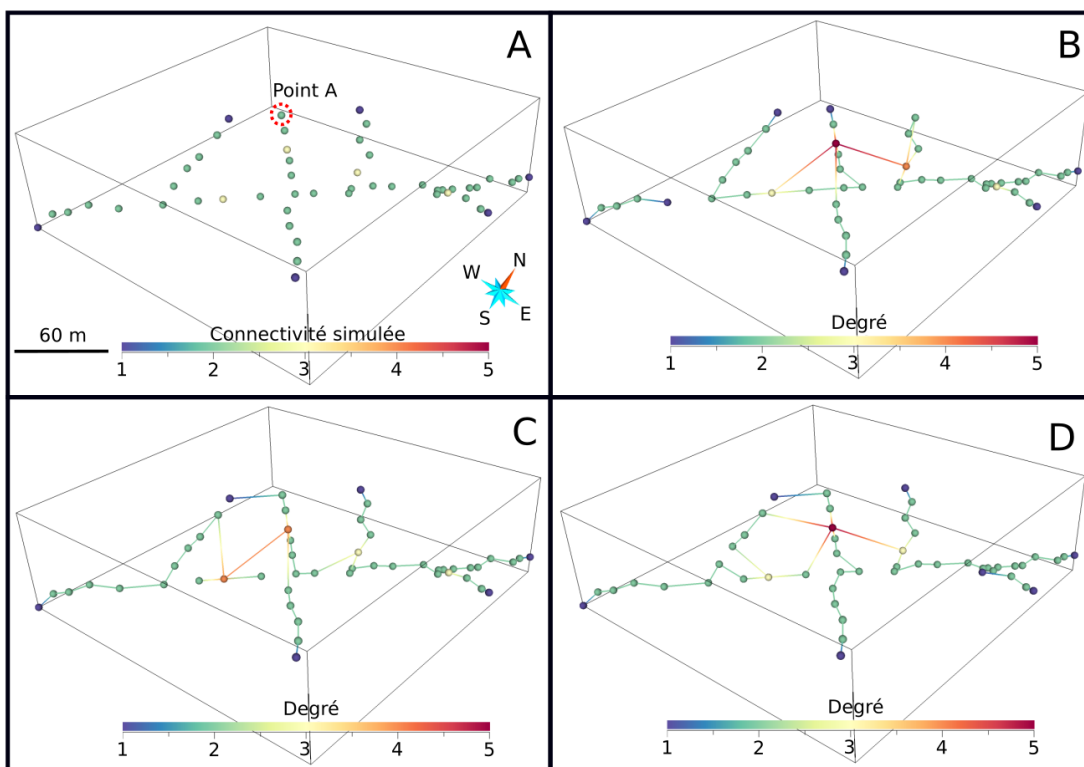 A
Point A
N
W
S
E
60 m
Connectivité simulée
1 2 3 4 5
B
Degré
1 2 3 4 5
C
Degré
1 2 3 4 5
D
Degré
1 2 3 4 5